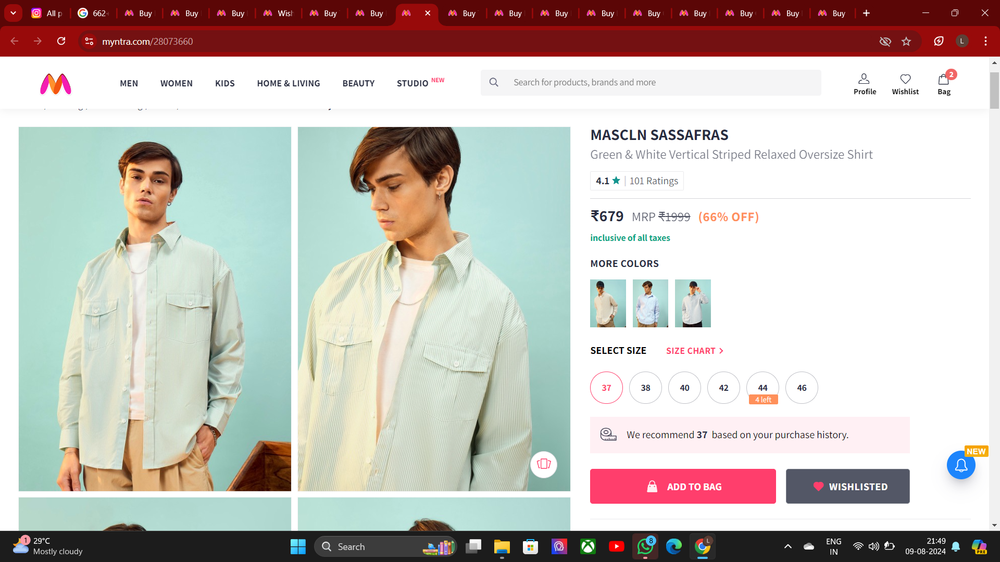 All p
662-
Buy
Buy
Buy
Wish
Buy
Buy
Buy
Buy
Buy
Buy
Buy
Buy
Buy
Buy
Buy
myntra.com/28073660
L
MEN
WOMEN
KIDS
HOME & LIVING
BEAUTY
STUDIO NEW
Search for products, brands and more
Profile
Wishlist
Bag
2
MASCLN SASSAFRAS
Green & White Vertical Striped Relaxed Oversize Shirt
4.1 | 101 Ratings
₹679 MRP ₹1999 (66% OFF)
inclusive of all taxes
MORE COLORS
SELECT SIZE
SIZE CHART >
37
38
40
42
44
46
4 left
We recommend 37 based on your purchase history.
NEW
ADD TO BAG
WISHLISTED
1
29°C
Mostly cloudy
Search
8
L
ENG
IN
21:49
09-08-2024
PRE